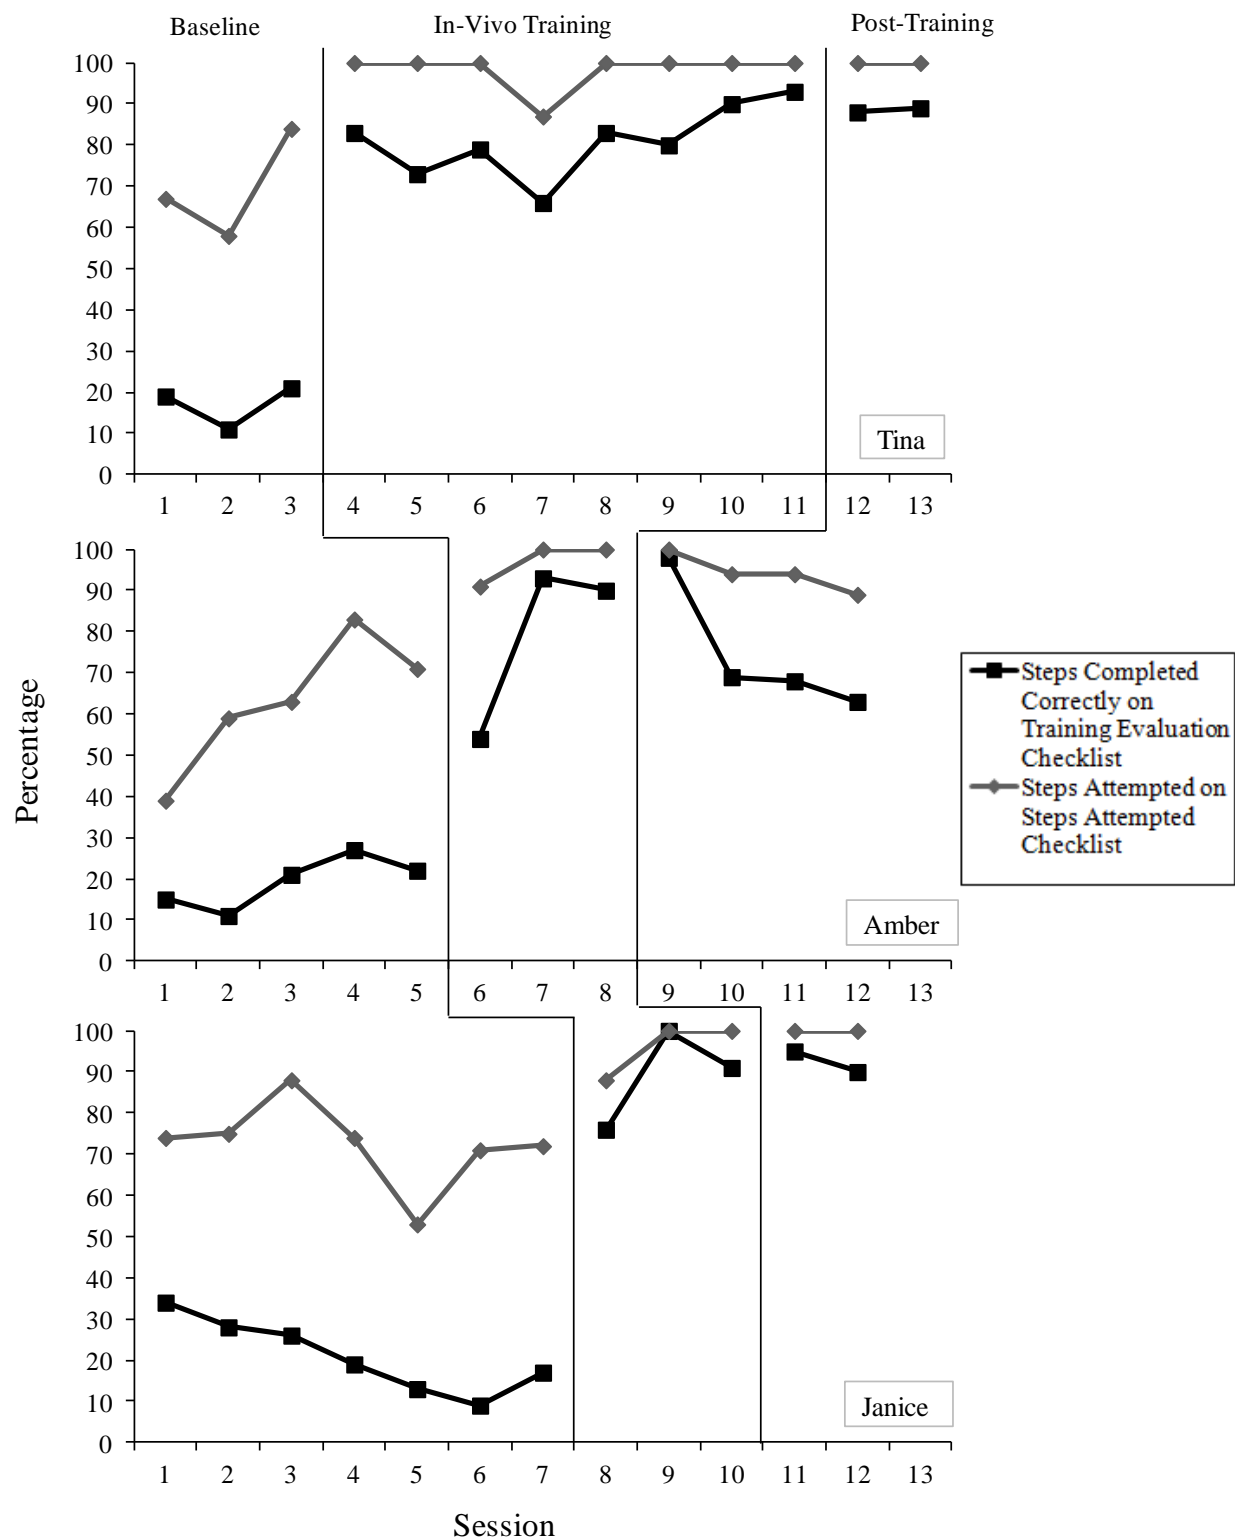 Baseline
In-Vivo Training
Post-Training
100
90
80
70
60
50
40
30
20
10
0
Tina
1 2 3 4 5 6 7 8 9 10 11 12 13
100
90
80
70
60
50
40
30
20
10
0
Percentage
Steps Completed
Correctly on
Training Evaluation
Checklist
Steps Attempted on
Steps Attempted
Checklist
Amber
1 2 3 4 5 6 7 8 9 10 11 12 13
100
90
80
70
60
50
40
30
20
10
0
Janice
1 2 3 4 5 6 7 8 9 10 11 12 13
Session